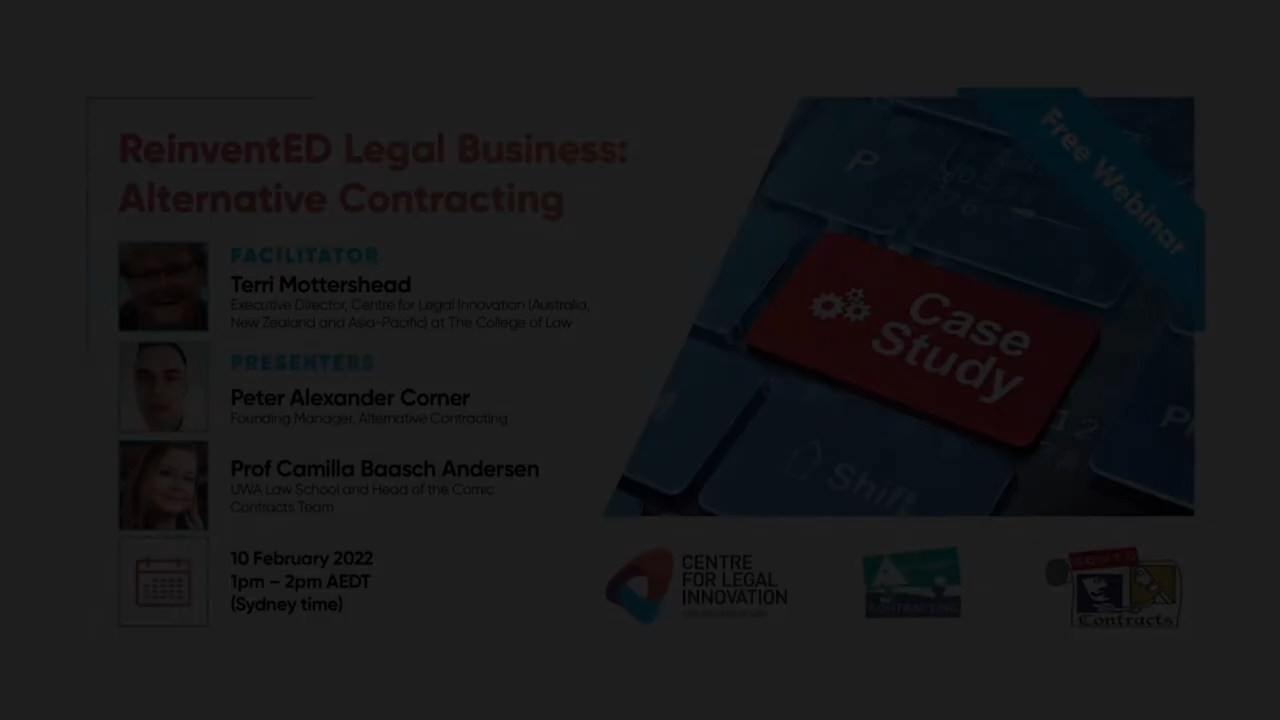 ReinventED Legal Business:
Alternative Contracting
FACILITATOR
Terri Mottershead
Executive Director, Centre for Legal Innovation (Australia,
New Zealand and Asia-Pacific) at The College of Law
PRESENTERS
Peter Alexander Corner
Founding Manager, Alternative Contracting
Prof Camilla Baasch Andersen
UWA Law School and Head of the Comic
Contracts Team
10 February 2022
1pm – 2pm AEDT
(Sydney time)
Free Webinar
P
Case
Study
Shift
CENTRE
FOR LEGAL
INNOVATION
CONTRACTING
Contracts